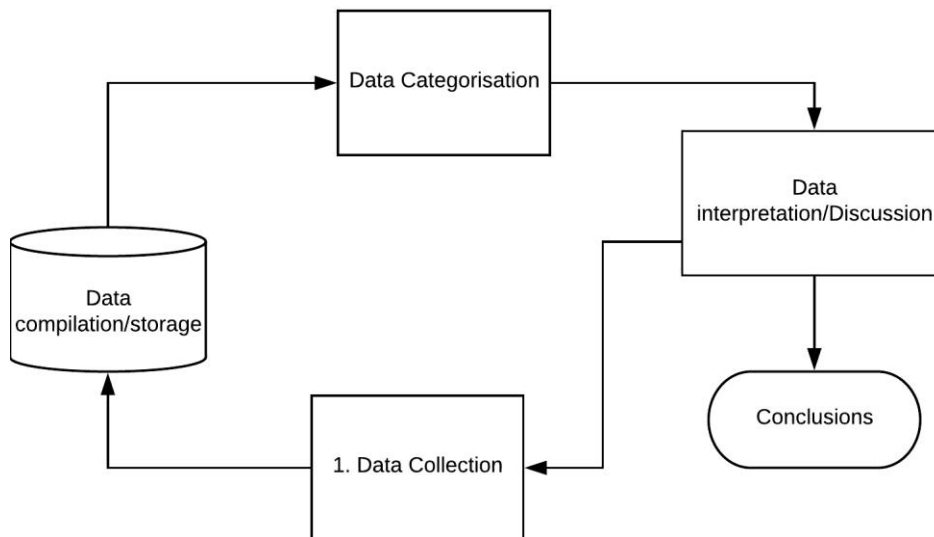 Data Categorisation
Data
interpretation/Discussion
Data
compilation/storage
Conclusions
1. Data Collection